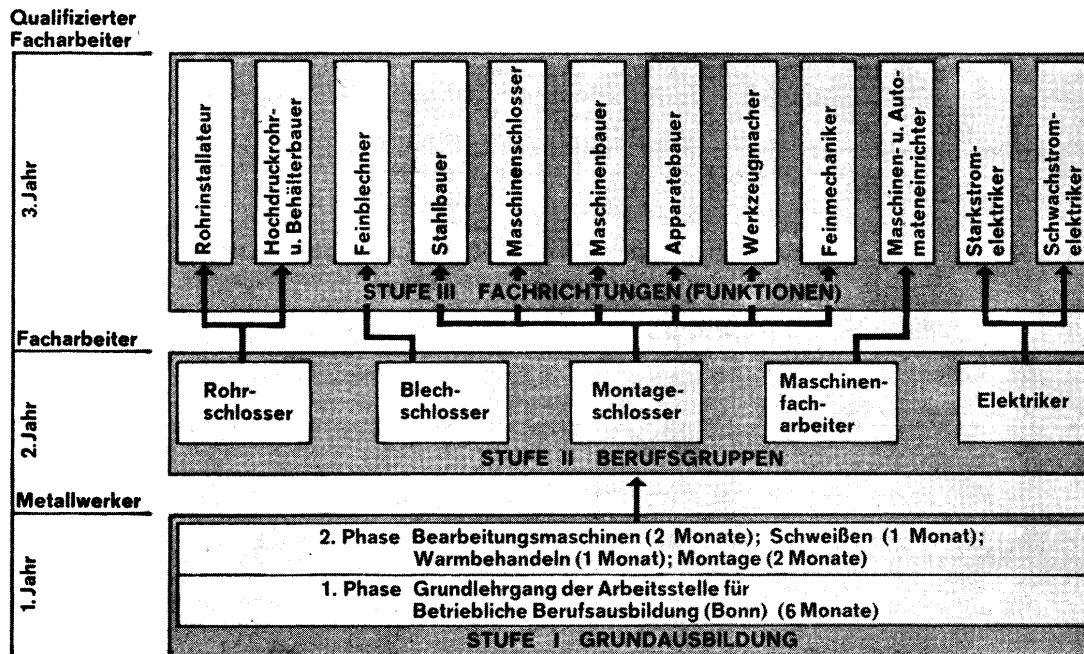 Qualifizierter
Facharbeiter
3. Jahr
Rohrinstallateur
Hochdruckrohr-
u. Behälterbauer
Feinblechner
Stahlbauer
Maschinenschlosser
Maschinenbauer
Apparatebauer
Werkzeugmacher
Feinmechaniker
Maschinen- u. Auto-
mateneinrichter
Starkstrom-
elektriker
Schwachstrom-
elektriker
STUFE III FACHRICHTUNGEN (FUNKTIONEN)
Facharbeiter
2. Jahr
Rohr-
schlosser
Blech-
schlosser
Montage-
schlosser
Maschinen-
fach-
arbeiter
Elektriker
STUFE II BERUFSGRUPPEN
Metallwerker
1. Jahr
2. Phase Bearbeitungsmaschinen (2 Monate); Schweißen (1 Monat);
Warmbehandeln (1 Monat); Montage (2 Monate)
1. Phase Grundlehrgang der Arbeitsstelle für
Betriebliche Berufsausbildung (Bonn) (6 Monate)
STUFE I GRUNDAUSBILDUNG